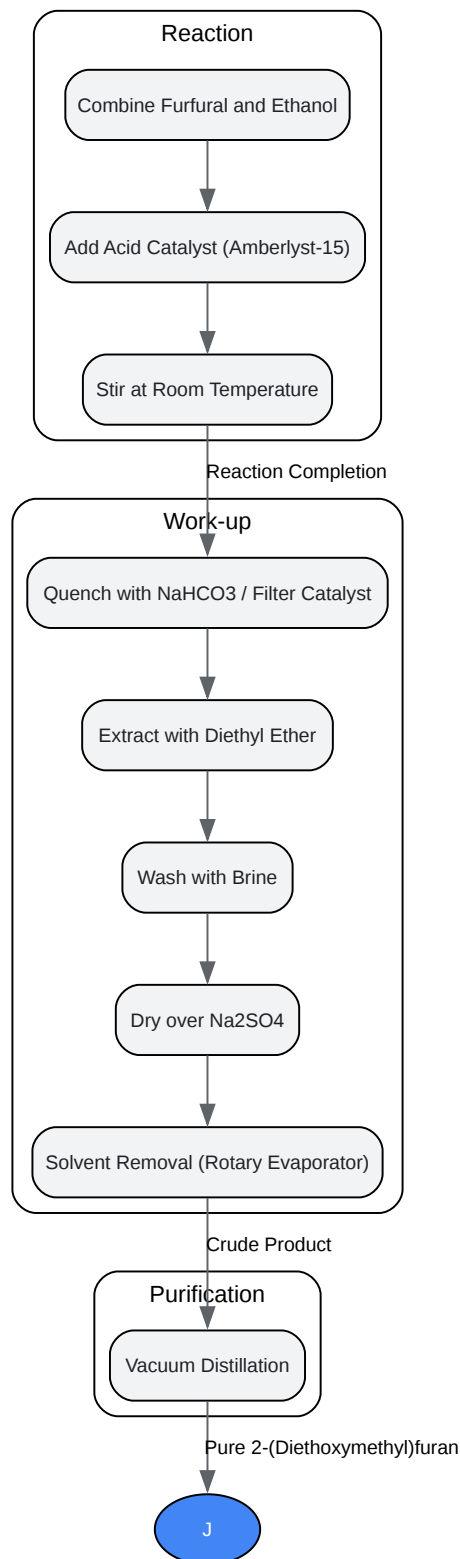 Reaction
Combine Furfural and Ethanol
Add Acid Catalyst (Amberlyst-15)
Stir at Room Temperature
Reaction Completion
Work-up
Quench with NaHCO3 / Filter Catalyst
Extract with Diethyl Ether
Wash with Brine
Dry over Na2SO4
Solvent Removal (Rotary Evaporator)
Crude Product
Purification
Vacuum Distillation
Pure 2-(Diethoxymethyl)furan
J